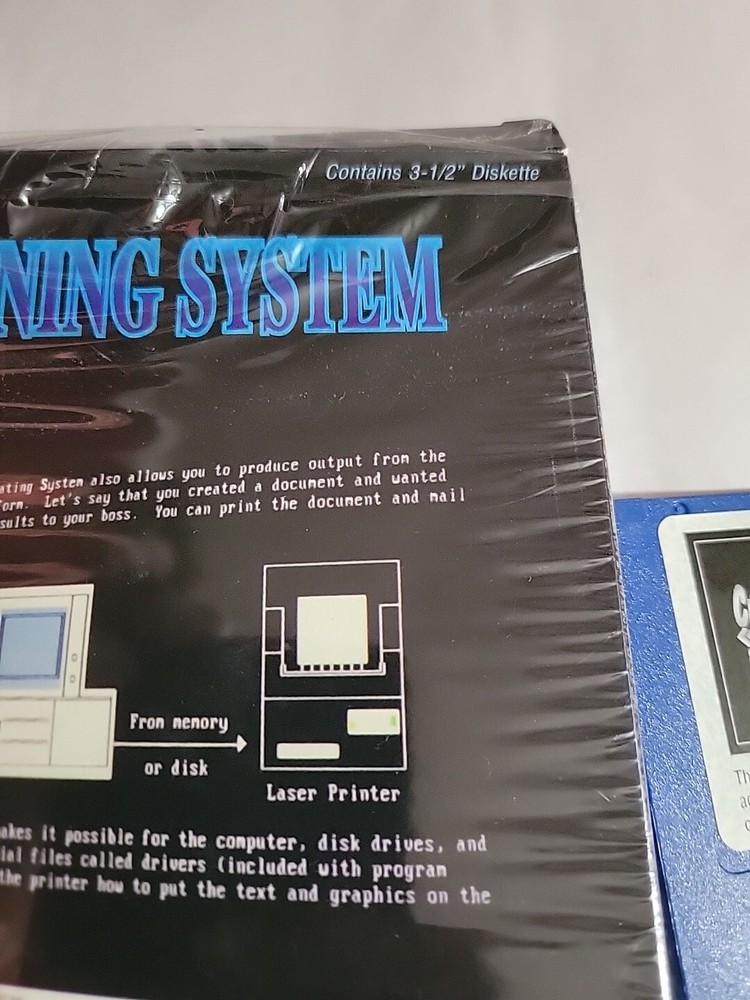 Contains 3-1/2" Diskette
NING SYSTEM
ating System also allows you to produce output from the
orm. Let's say that you created a document and wanted
sults to your boss. You can print the document and mail
From memory
or disk
Laser Printer
akes it possible for the computer, disk drives, and
ial files called drivers (included with program
the printer how to put the text and graphics on the
Th